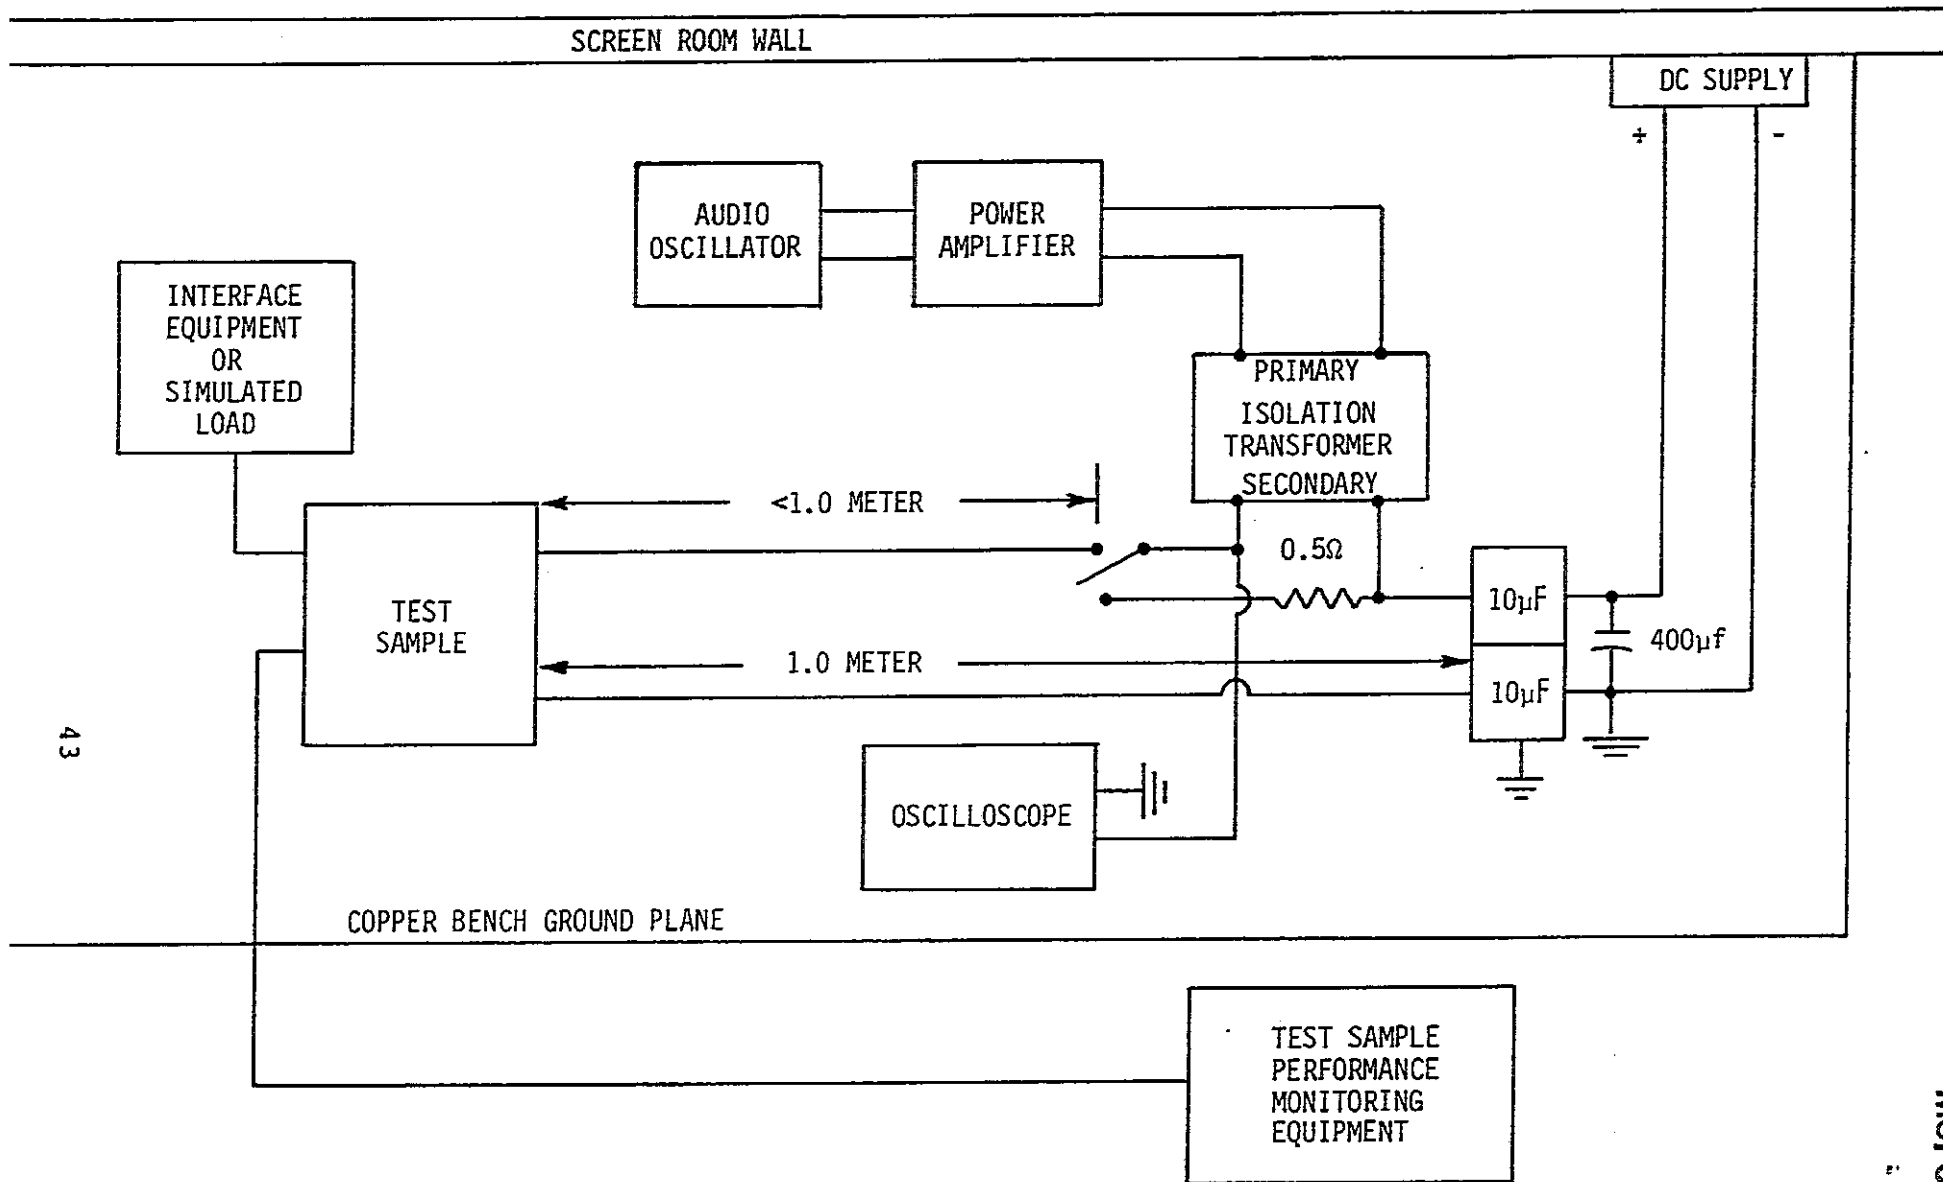 SCREEN ROOM WALL
DC SUPPLY
+ -
AUDIO
OSCILLATOR
POWER
AMPLIFIER
INTERFACE
EQUIPMENT
OR
SIMULATED
LOAD
PRIMARY
ISOLATION
TRANSFORMER
SECONDARY
<1.0 METER
0.5Ω
10µF
400µf
TEST
SAMPLE
1.0 METER
10µF
OSCILLOSCOPE
43
COPPER BENCH GROUND PLANE
TEST SAMPLE
PERFORMANCE
MONITORING
EQUIPMENT